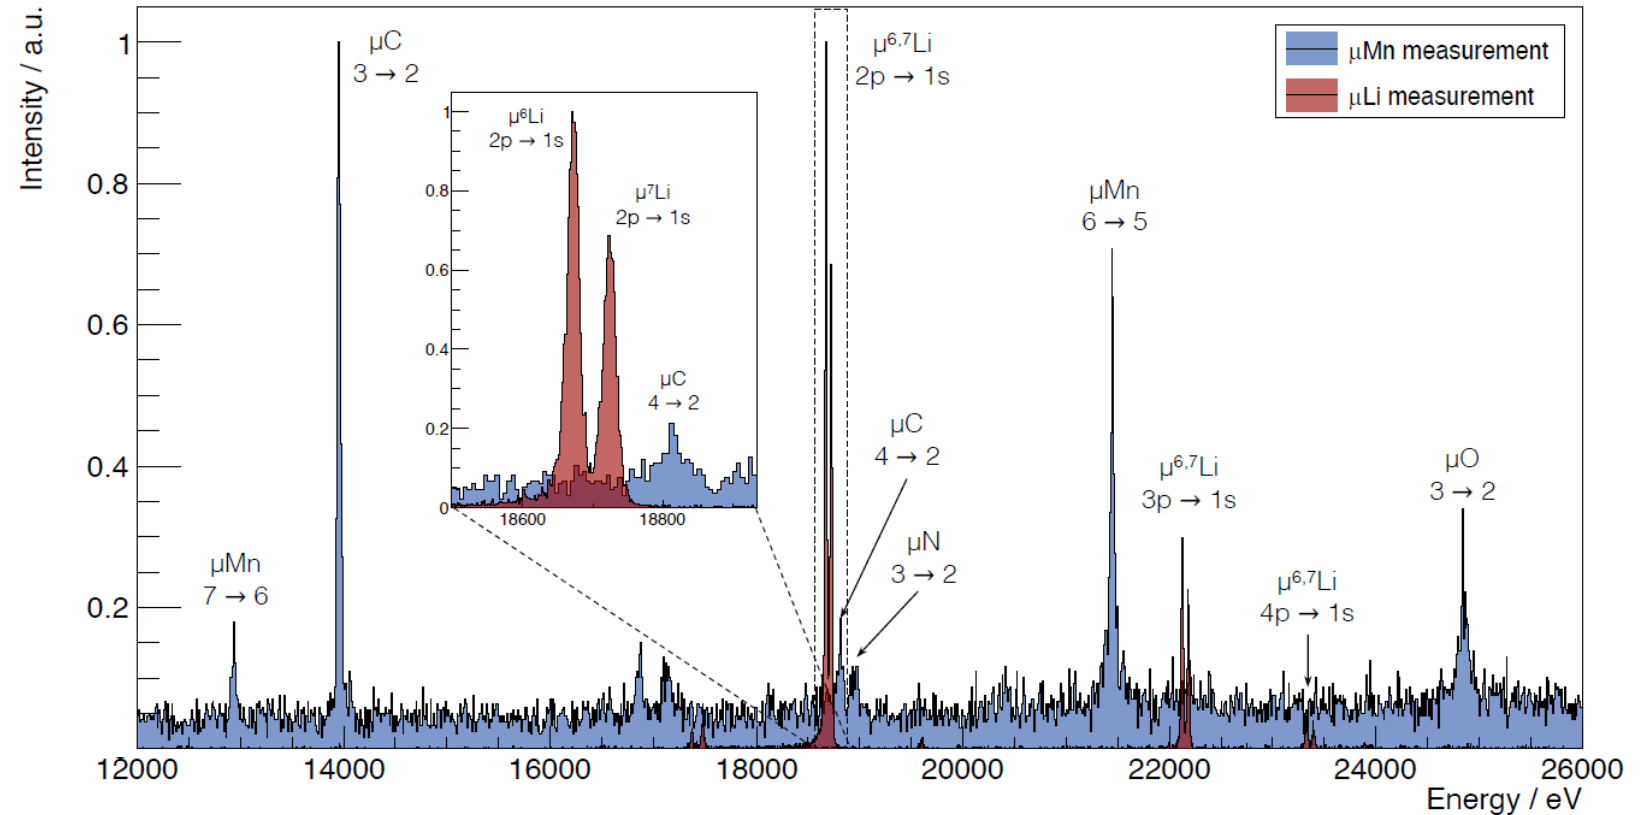 Intensity / a.u.
1
0.8
0.6
0.4
0.2
μC
3 → 2
μ⁶,⁷Li
2p → 1s
μMn measurement
μLi measurement
1
0.8
0.6
0.4
0.2
0
μ⁶Li
2p → 1s
μ⁷Li
2p → 1s
μC
4 → 2
18600
18800
μMn
6 → 5
μC
4 → 2
μ⁶,⁷Li
3p → 1s
μO
3 → 2
μN
3 → 2
μMn
7 → 6
μ⁶,⁷Li
4p → 1s
12000
14000
16000
18000
20000
22000
24000
26000
Energy / eV